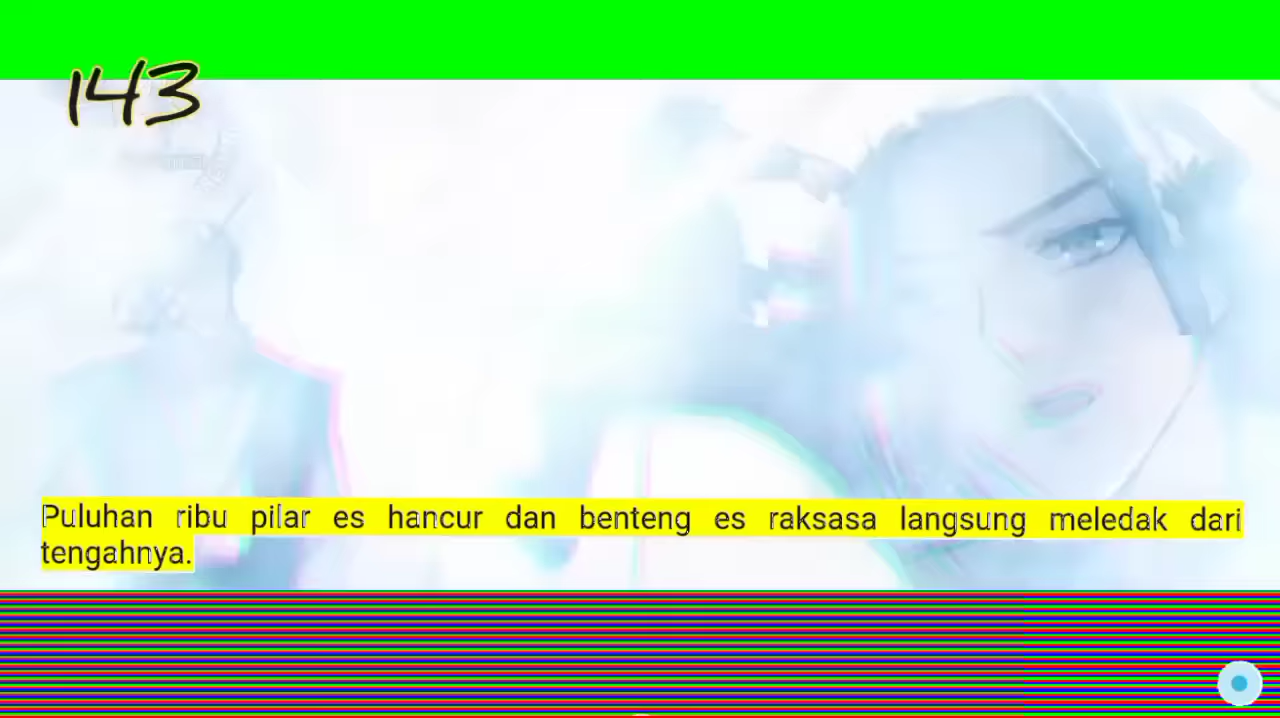 143
Puluhan ribu pilar es hancur dan benteng es raksasa langsung meledak dari
tengahnya.